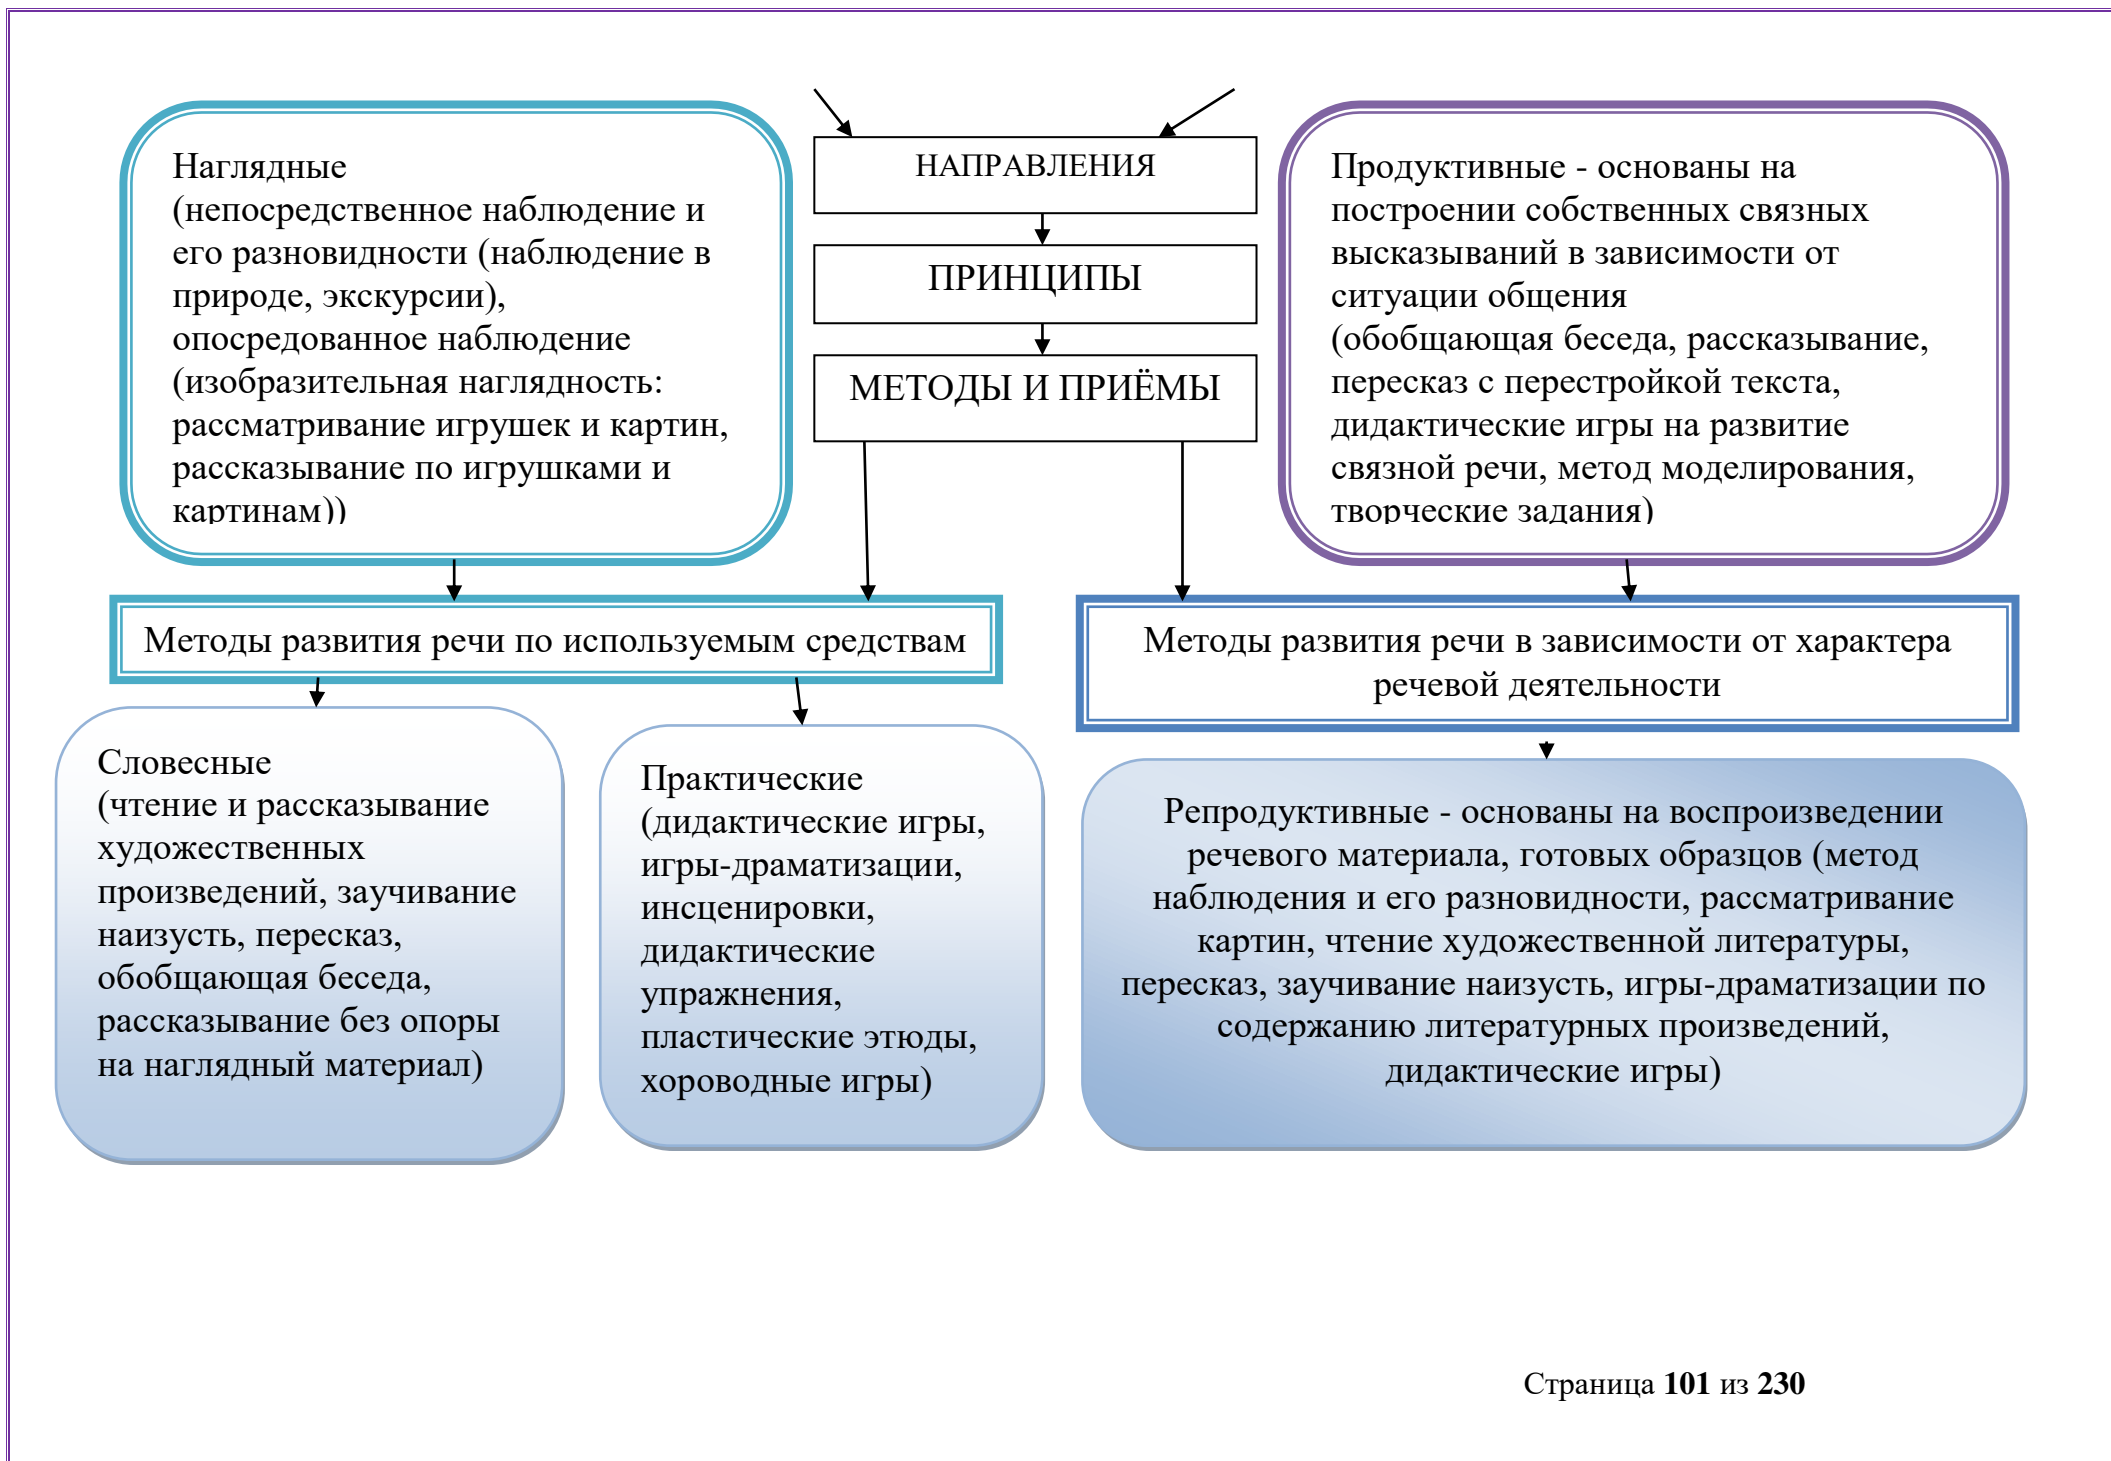 Наглядные
(непосредственное наблюдение и
его разновидности (наблюдение в
природе, экскурсии),
опосредованное наблюдение
(изобразительная наглядность:
рассматривание игрушек и картин,
рассказывание по игрушками и
картинам))
НАПРАВЛЕНИЯ
ПРИНЦИПЫ
МЕТОДЫ И ПРИЁМЫ
Продуктивные - основаны на
построении собственных связных
высказываний в зависимости от
ситуации общения
(обобщающая беседа, рассказывание,
пересказ с перестройкой текста,
дидактические игры на развитие
связной речи, метод моделирования,
творческие задания)
Методы развития речи по используемым средствам
Методы развития речи в зависимости от характера
речевой деятельности
Словесные
(чтение и рассказывание
художественных
произведений, заучивание
наизусть, пересказ,
обобщающая беседа,
рассказывание без опоры
на наглядный материал)
Практические
(дидактические игры,
игры-драматизации,
инсценировки,
дидактические
упражнения,
пластические этюды,
хороводные игры)
Репродуктивные - основаны на воспроизведении
речевого материала, готовых образцов (метод
наблюдения и его разновидности, рассматривание
картин, чтение художественной литературы,
пересказ, заучивание наизусть, игры-драматизации по
содержанию литературных произведений,
дидактические игры)
Страница 101 из 230